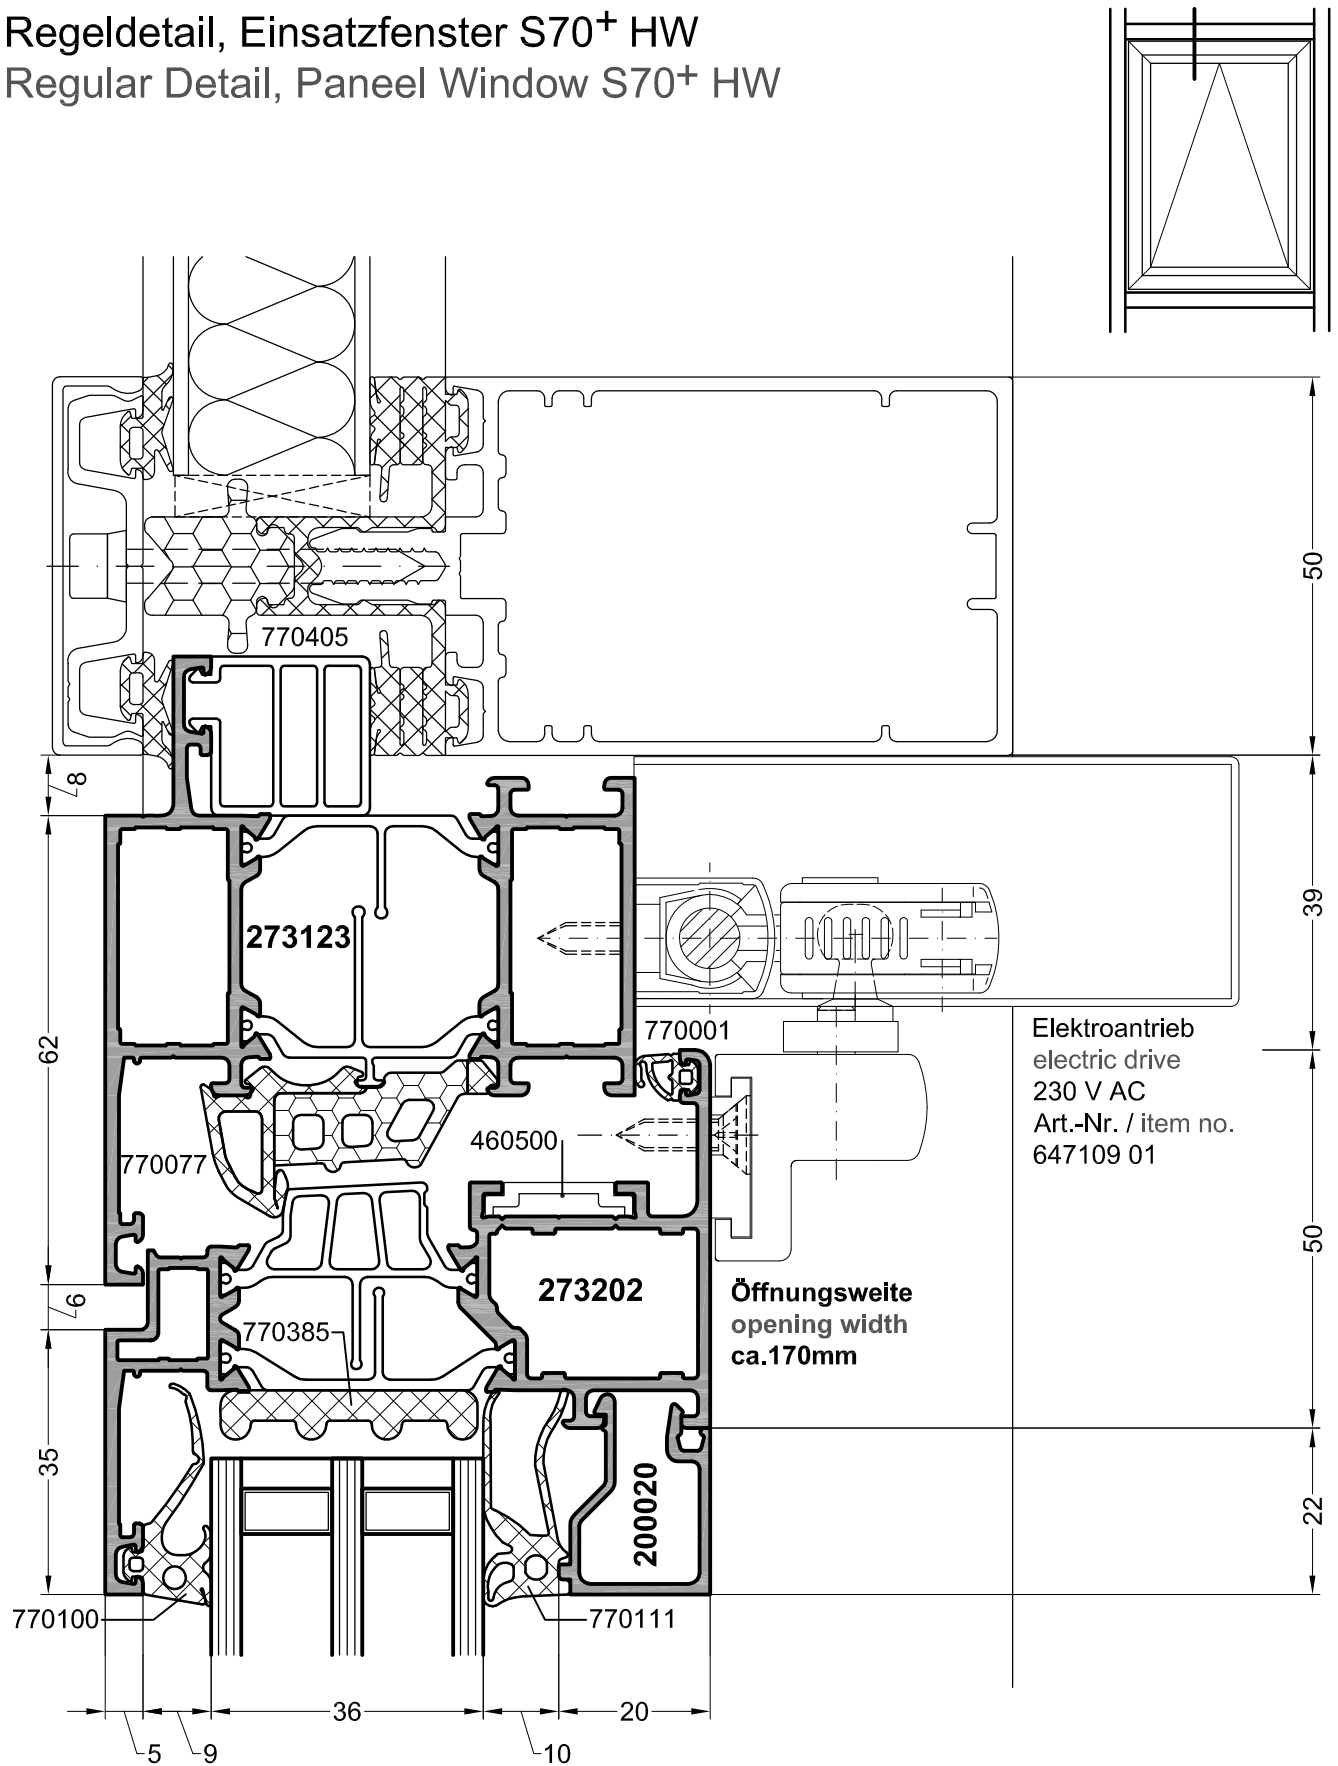 Regeldetail, Einsatzfenster S70+ HW
Regular Detail, Paneel Window S70+ HW
50
770405
8
273123
39
62
770001
Elektroantrieb
electric drive
230 V AC
Art.-Nr. / item no.
647109 01
460500
770077
50
273202
6
Öffnungsweite
opening width
ca.170mm
770385
35
200020
22
770100
770111
36
20
5
9
10